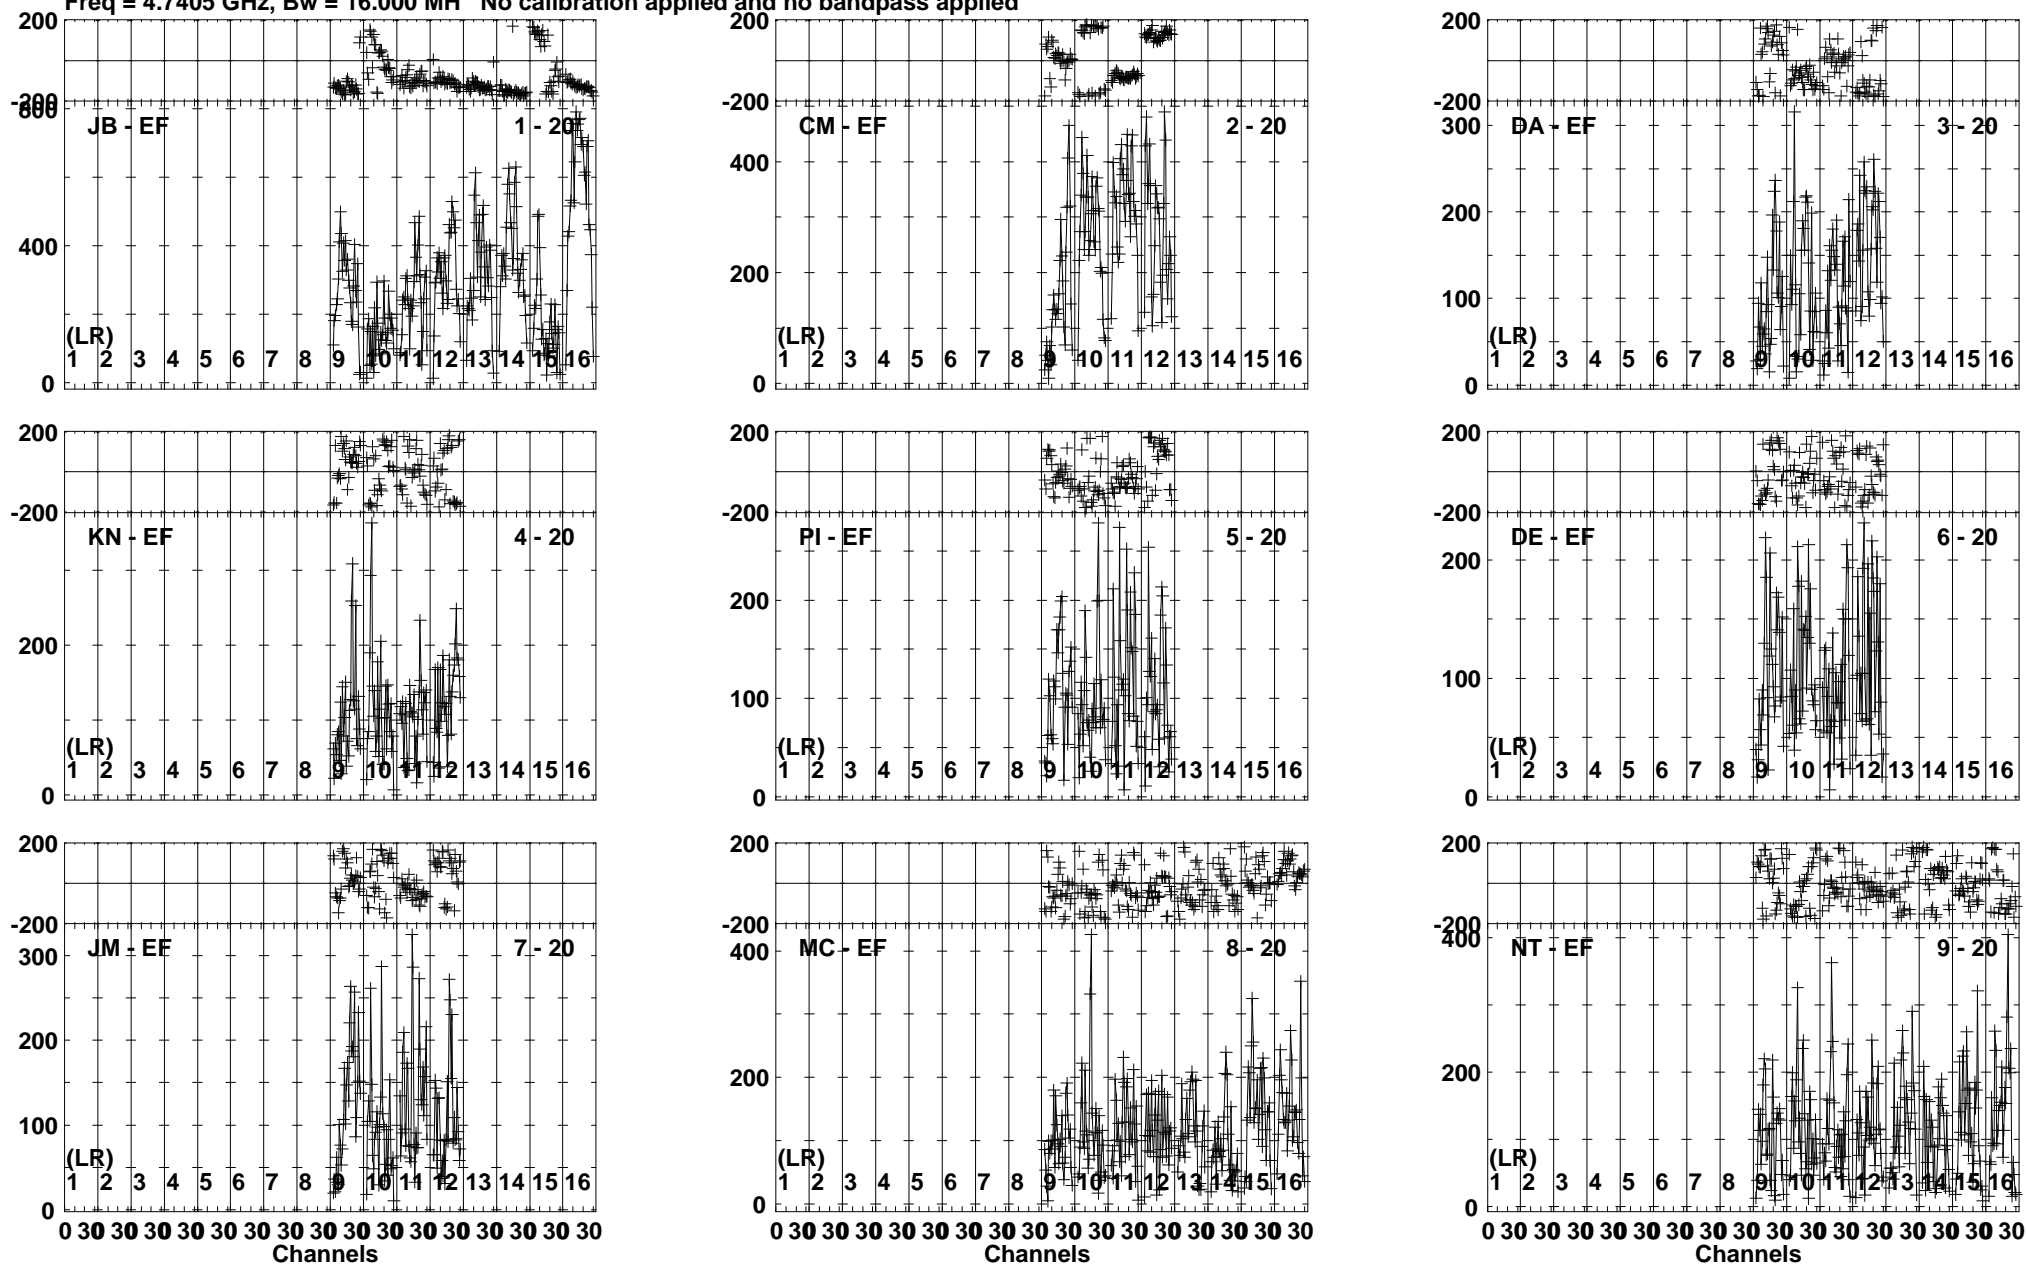 Freq = 4.7405 GHz, Bw = 16.000 MH No calibration applied and no bandpass applied
200
-200
JB - EF 1 - 20
800
400
0
(LR)
1 2 3 4 5 6 7 8 9 10 11 12 13 14 15 16
200
-200
CM - EF 2 - 20
400
200
0
(LR)
1 2 3 4 5 6 7 8 9 10 11 12 13 14 15 16
200
-200
DA - EF 3 - 20
300
200
100
0
(LR)
1 2 3 4 5 6 7 8 9 10 11 12 13 14 15 16
200
-200
KN - EF 4 - 20
200
0
(LR)
1 2 3 4 5 6 7 8 9 10 11 12 13 14 15 16
200
-200
PI - EF 5 - 20
200
100
0
(LR)
1 2 3 4 5 6 7 8 9 10 11 12 13 14 15 16
200
-200
DE - EF 6 - 20
200
100
0
(LR)
1 2 3 4 5 6 7 8 9 10 11 12 13 14 15 16
200
-200
JM - EF 7 - 20
300
200
100
0
(LR)
1 2 3 4 5 6 7 8 9 10 11 12 13 14 15 16
0 30 30 30 30 30 30 30 30 30 30 30 30 30 30 30 30
Channels
200
-200
MC - EF 8 - 20
400
200
0
(LR)
1 2 3 4 5 6 7 8 9 10 11 12 13 14 15 16
0 30 30 30 30 30 30 30 30 30 30 30 30 30 30 30 30
Channels
200
-200
NT - EF 9 - 20
400
200
0
(LR)
1 2 3 4 5 6 7 8 9 10 11 12 13 14 15 16
0 30 30 30 30 30 30 30 30 30 30 30 30 30 30 30 30
Channels